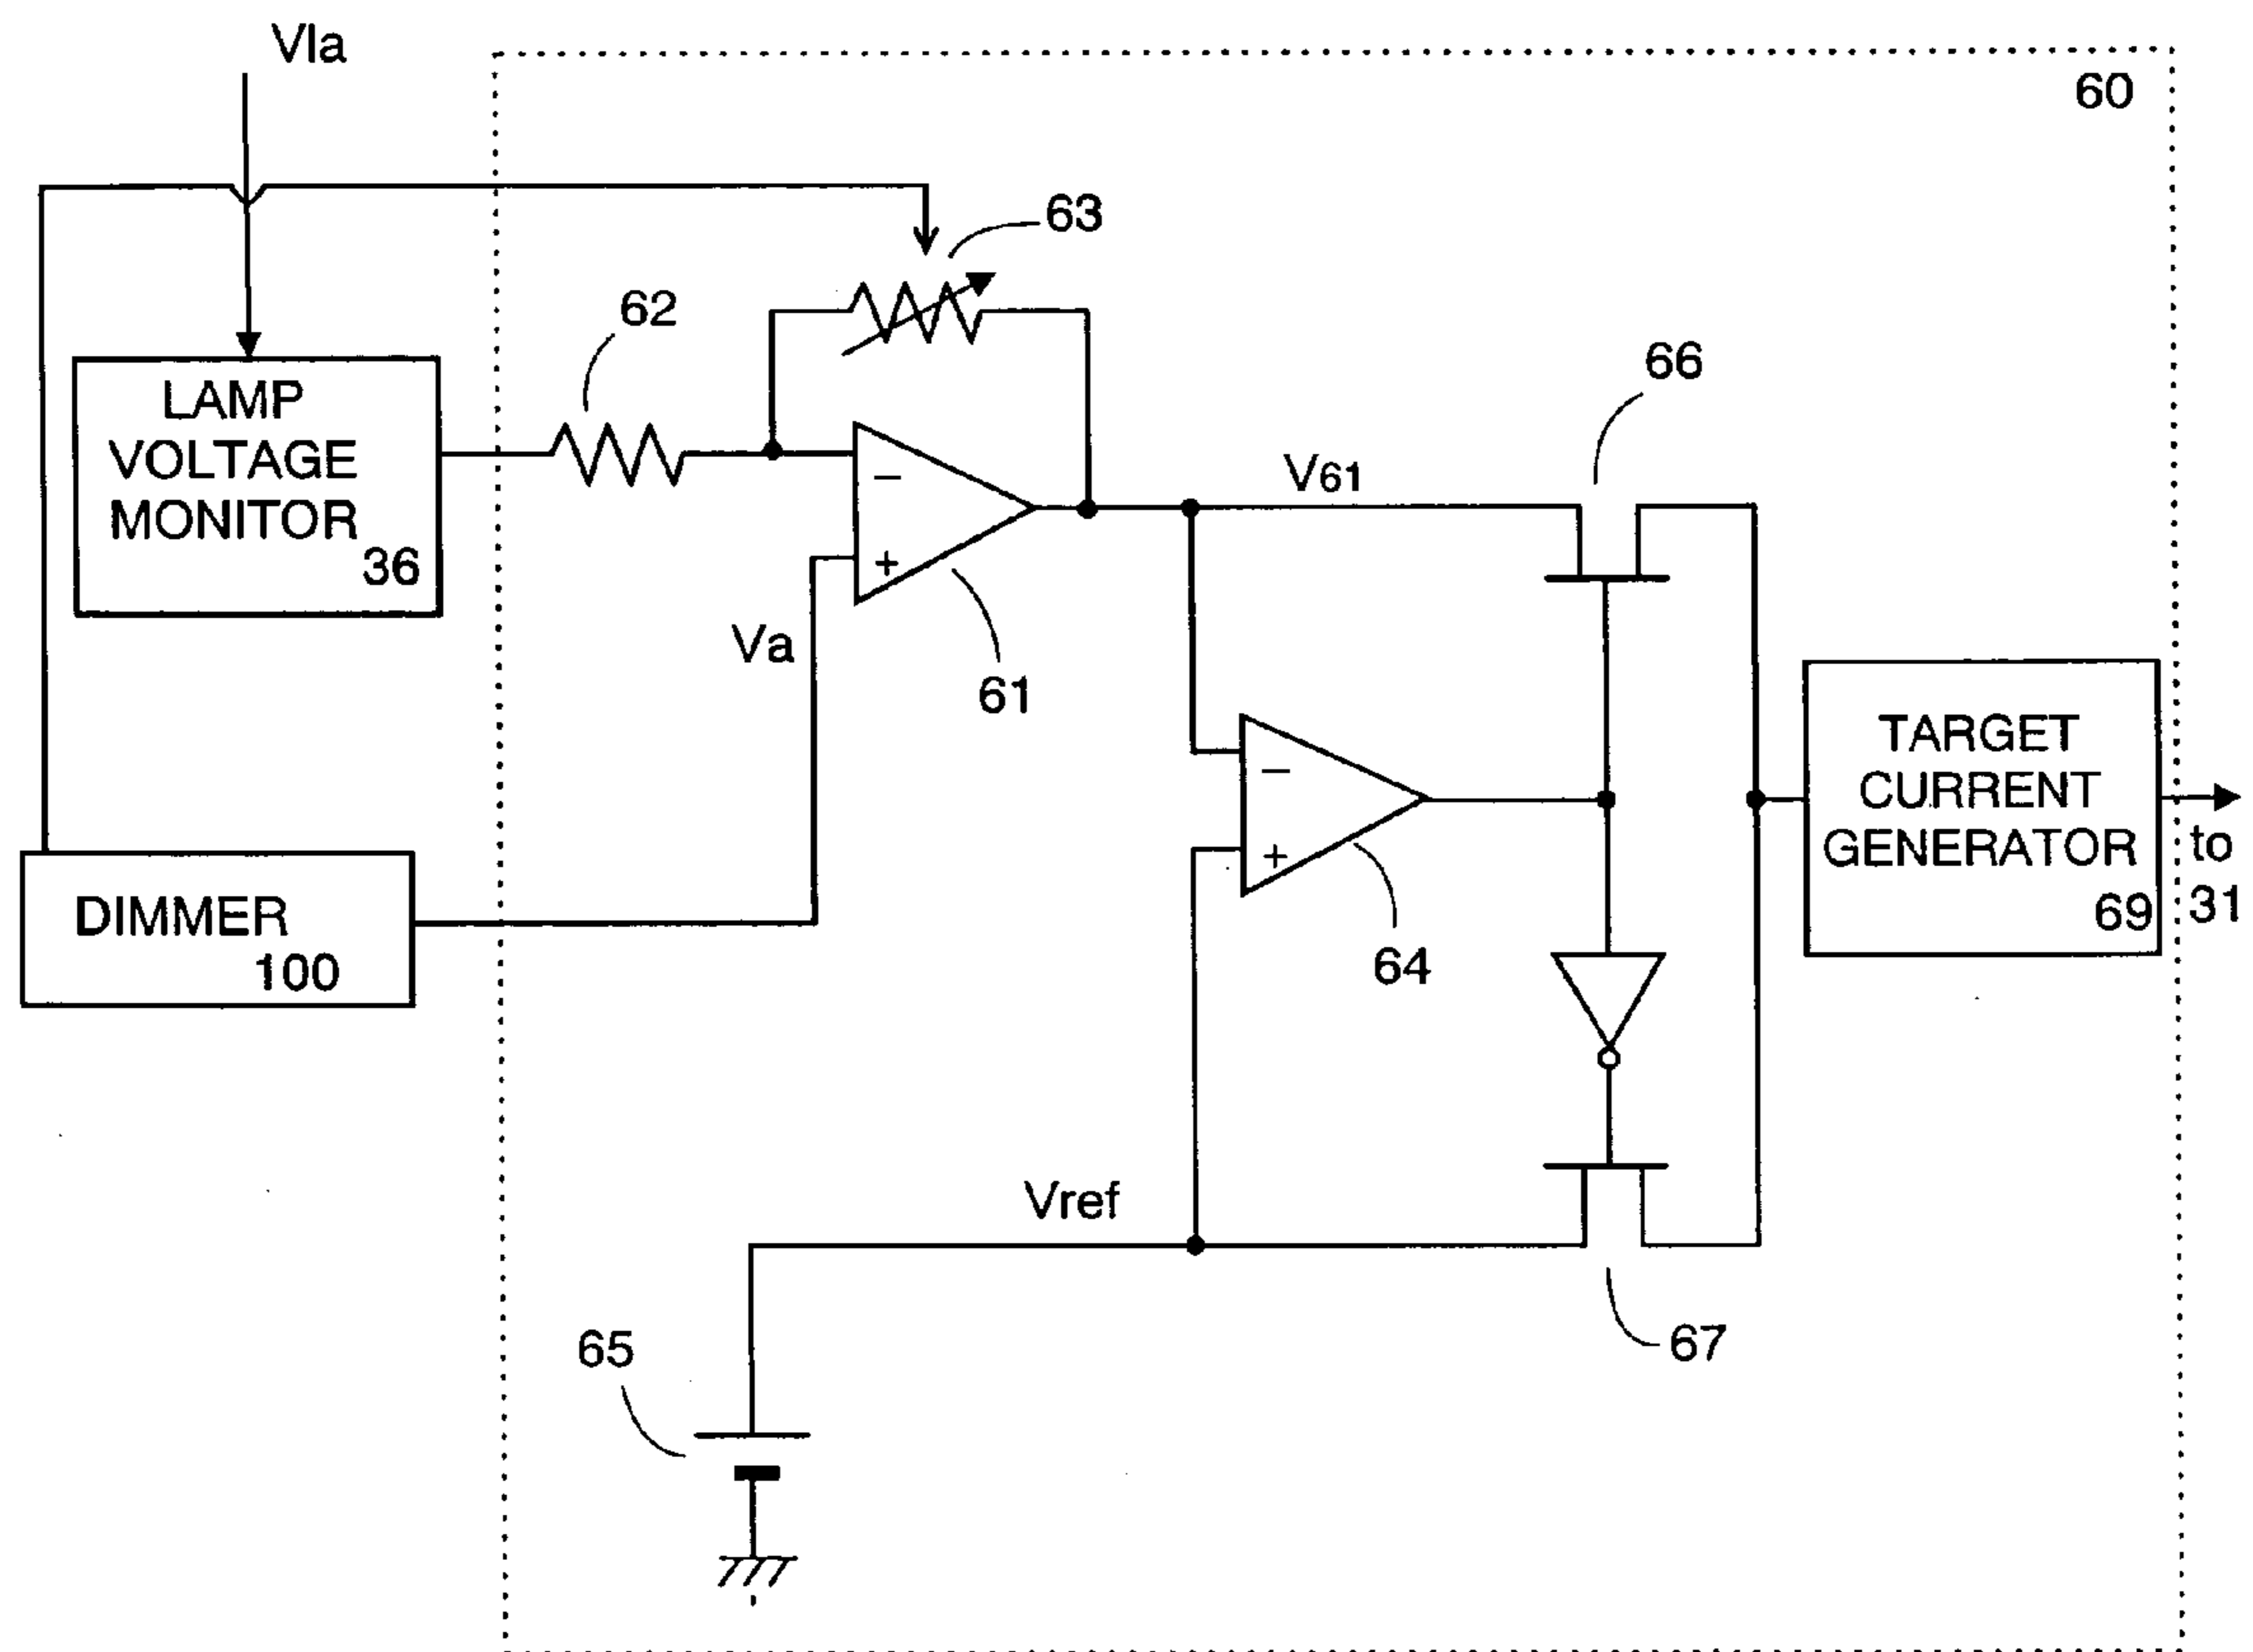 Vla
60
63
62
66
LAMP
VOLTAGE
MONITOR
36
V61
−
+
Va
61
TARGET
CURRENT
GENERATOR
69
to
31
−
+
64
DIMMER
100
Vref
65
67